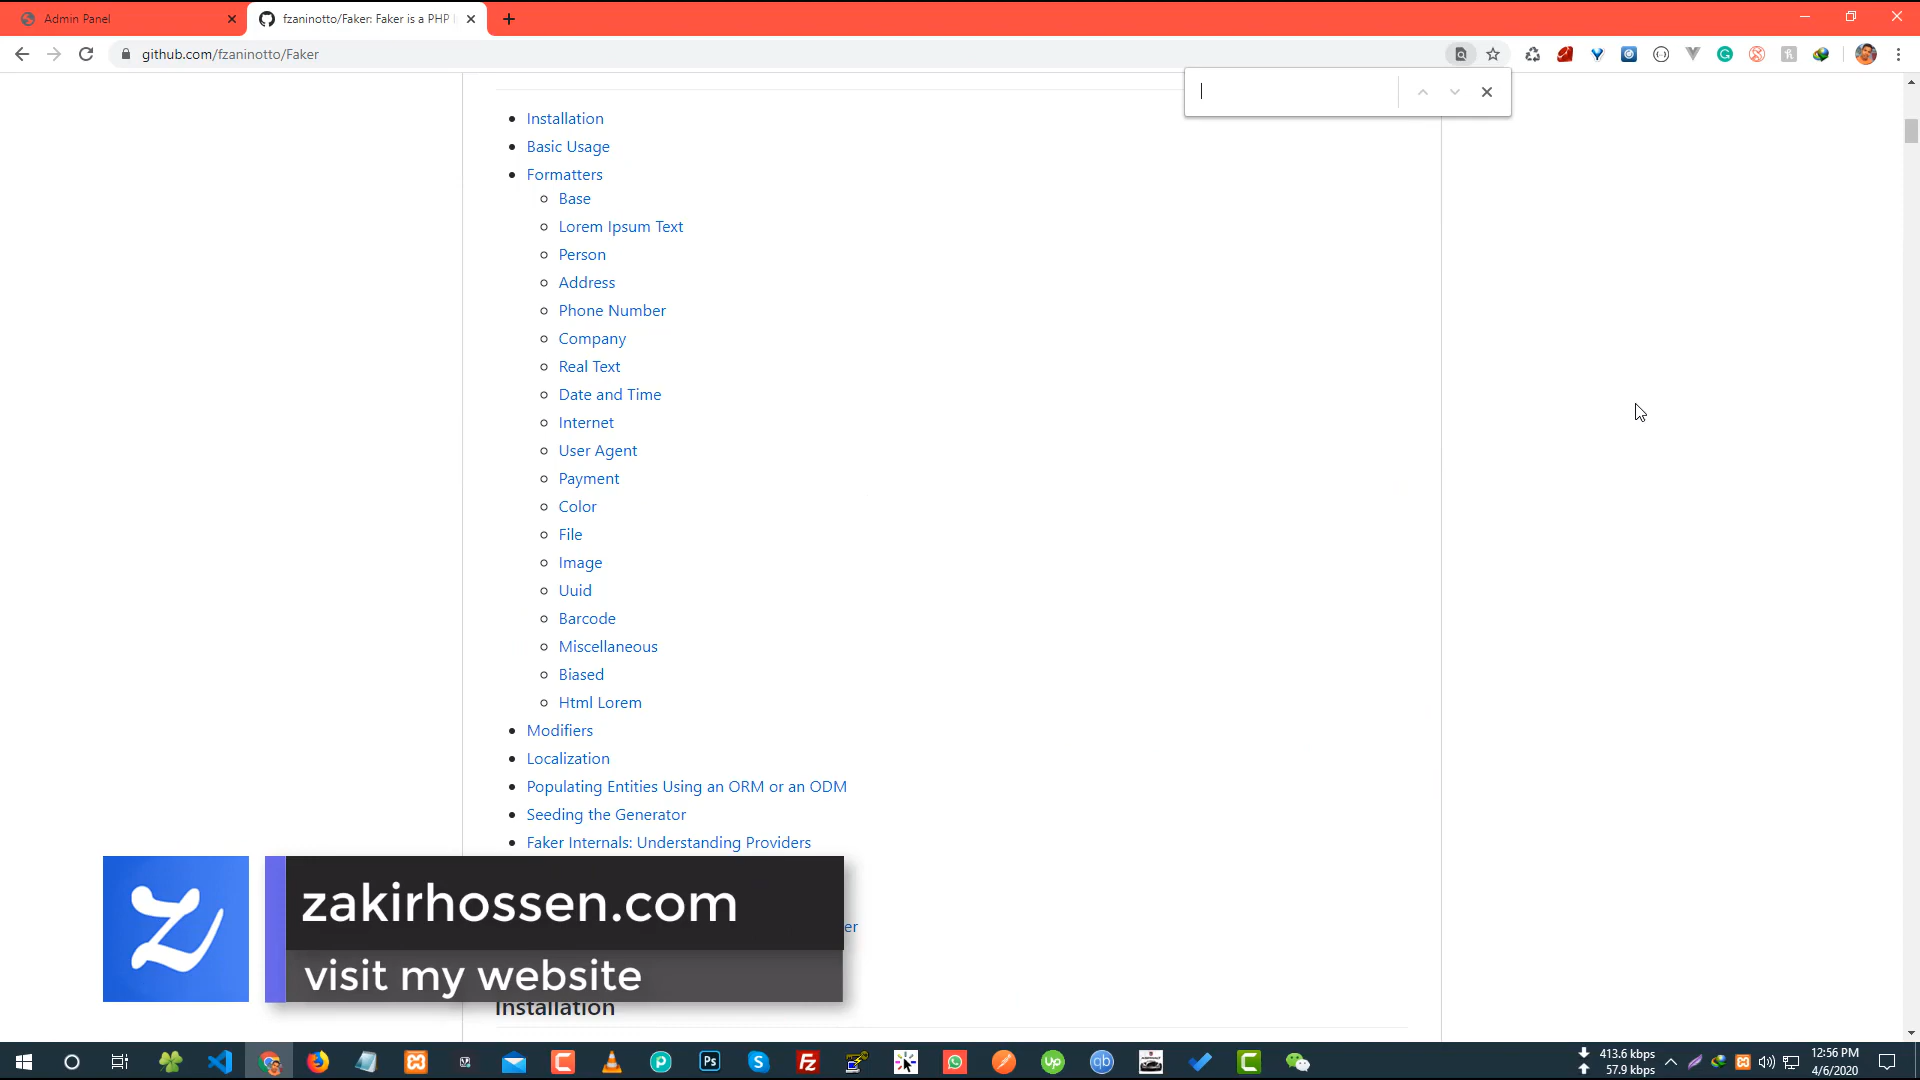 Admin Panel
fzaninotto/Faker: Faker is a PHP
github.com/fzaninotto/Faker
Installation
Basic Usage
Formatters
Base
Lorem Ipsum Text
Person
Address
Phone Number
Company
Real Text
Date and Time
Internet
User Agent
Payment
Color
File
Image
Uuid
Barcode
Miscellaneous
Biased
Html Lorem
Modifiers
Localization
Populating Entities Using an ORM or an ODM
Seeding the Generator
Faker Internals: Understanding Providers
er
zakirhossen.com
visit my website
Installation
413.6 kbps
57.9 kbps
12:56 PM
4/6/2020